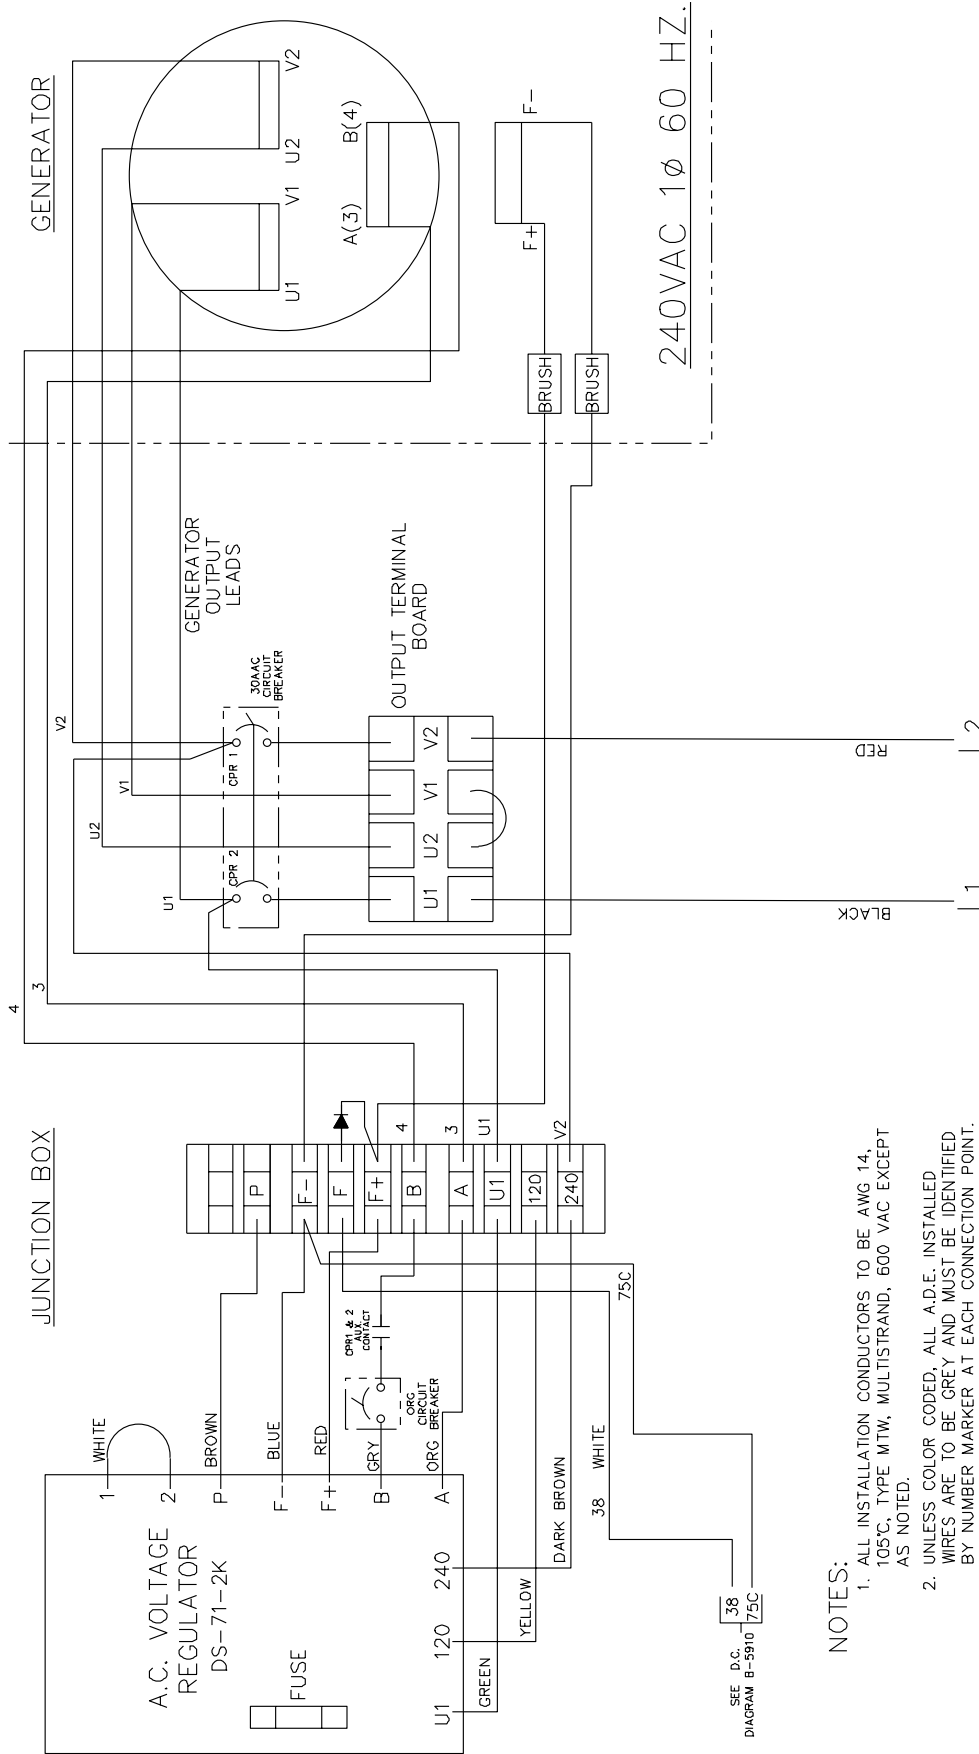 GENERATOR
V2
U2
V1
U1
B(4)
A(3)
F-
F+
240VAC 1Ø 60 HZ.
BRUSH
BRUSH
GENERATOR
OUTPUT
LEADS
30AAC
CIRCUIT
BREAKER
CPR 1
CPR 2
V2
V1
U2
U1
OUTPUT TERMINAL
BOARD
U1
U2
V1
V2
RED
BLACK
2
1
4
3
JUNCTION BOX
P
F-
F
F+
B
A
U1
120
240
4
3
U1
V2
A.C. VOLTAGE
REGULATOR
DS-71-2K
FUSE
1
2
P
F-
F+
B
A
U1
120
240
WHITE
BROWN
BLUE
RED
GRY
ORG
CPR1 & 2
AUX.
CONTACT
ORG
CIRCUIT
BREAKER
GREEN
YELLOW
DARK BROWN
38
WHITE
75C
38
75C
SEE D.C.
DIAGRAM B-5910
NOTES:
1. ALL INSTALLATION CONDUCTORS TO BE AWG 14,
105°C, TYPE MTW, MULTISTRAND, 600 VAC EXCEPT
AS NOTED.
2. UNLESS COLOR CODED, ALL A.D.E. INSTALLED
WIRES ARE TO BE GREY AND MUST BE IDENTIFIED
BY NUMBER MARKER AT EACH CONNECTION POINT.